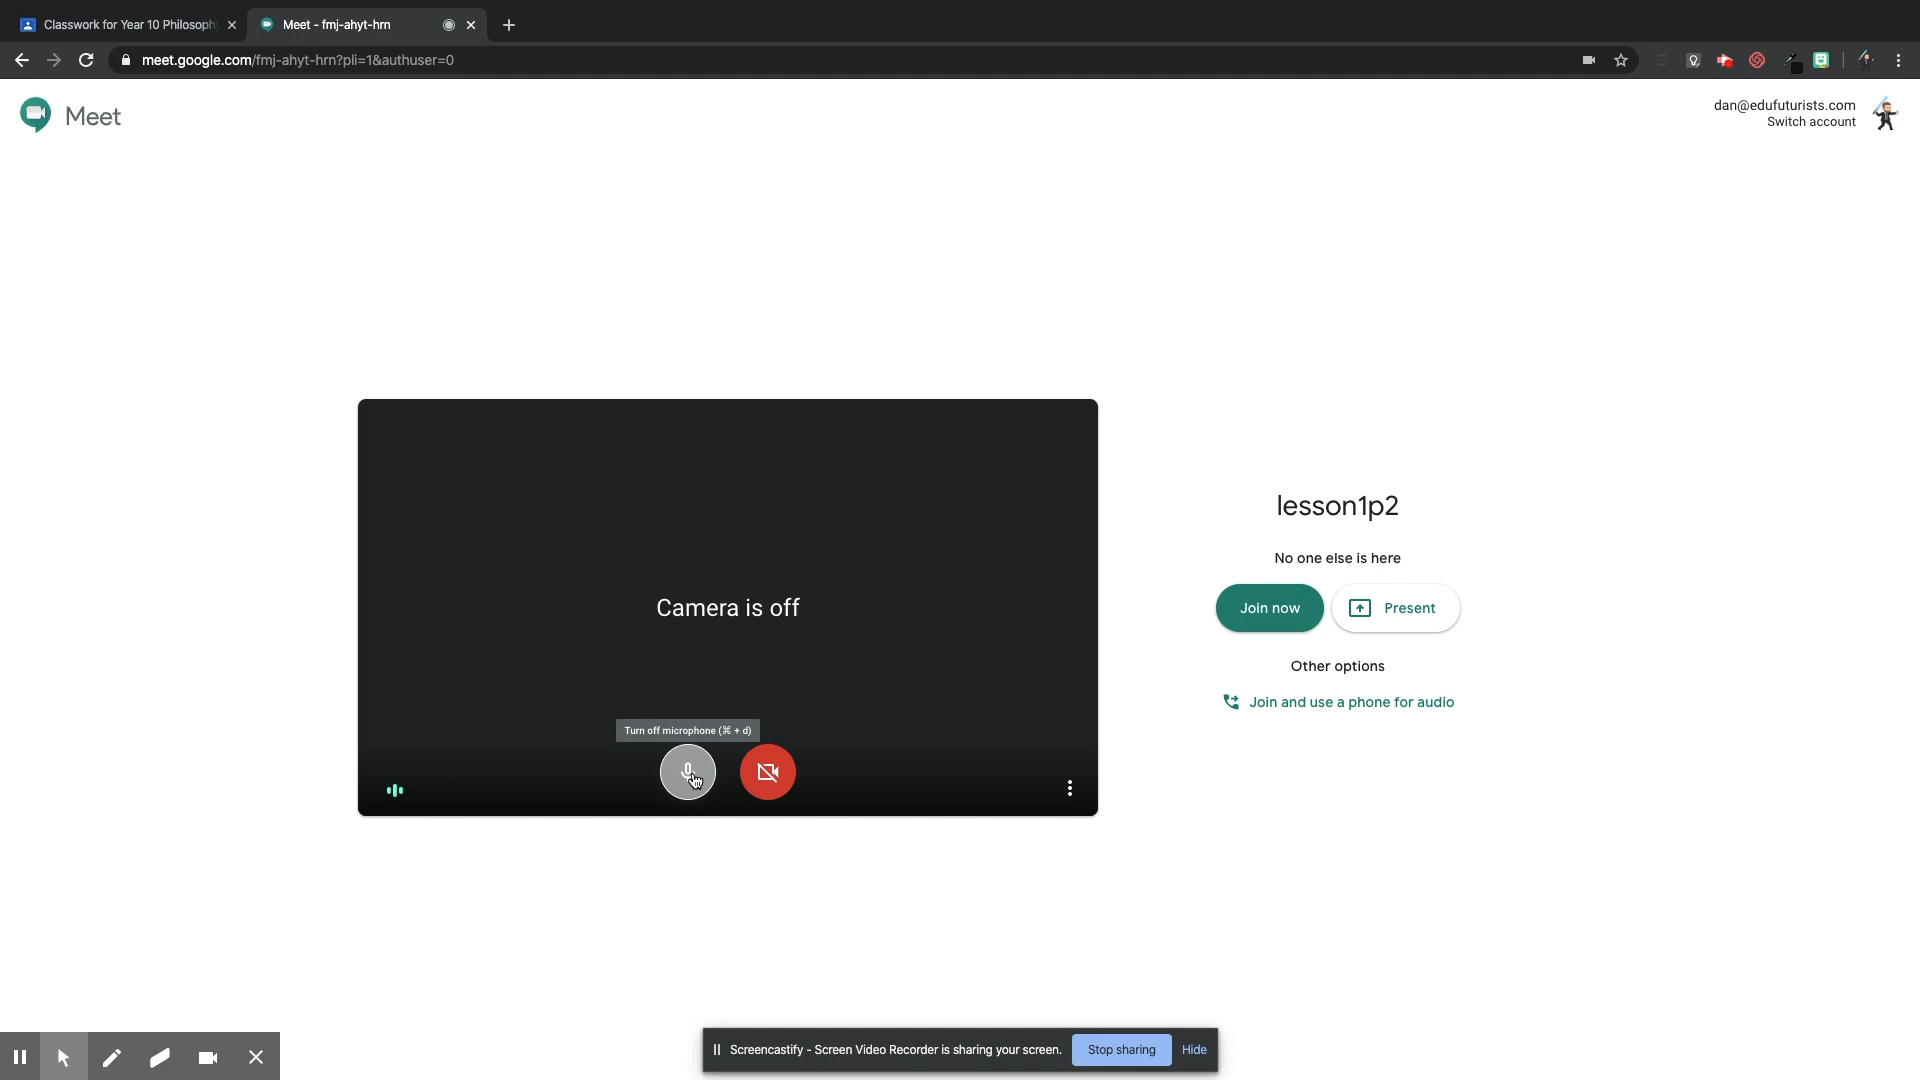 Classwork for Year 10 Philosoph
Meet - fmj-ahyt-hrn
meet.google.com/fmj-ahyt-hrn?pli=1&authuser=0
Meet
dan@edufuturists.com
Switch account
Camera is off
Turn off microphone (⌘ + d)
lesson1p2
No one else is here
Join now
Present
Other options
Join and use a phone for audio
Screencastify - Screen Video Recorder is sharing your screen.
Stop sharing
Hide